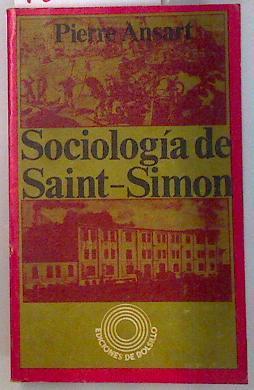 Pierre Ansart
Sociología de
Saint-Simon
EDICIONES DE BOLSILLO